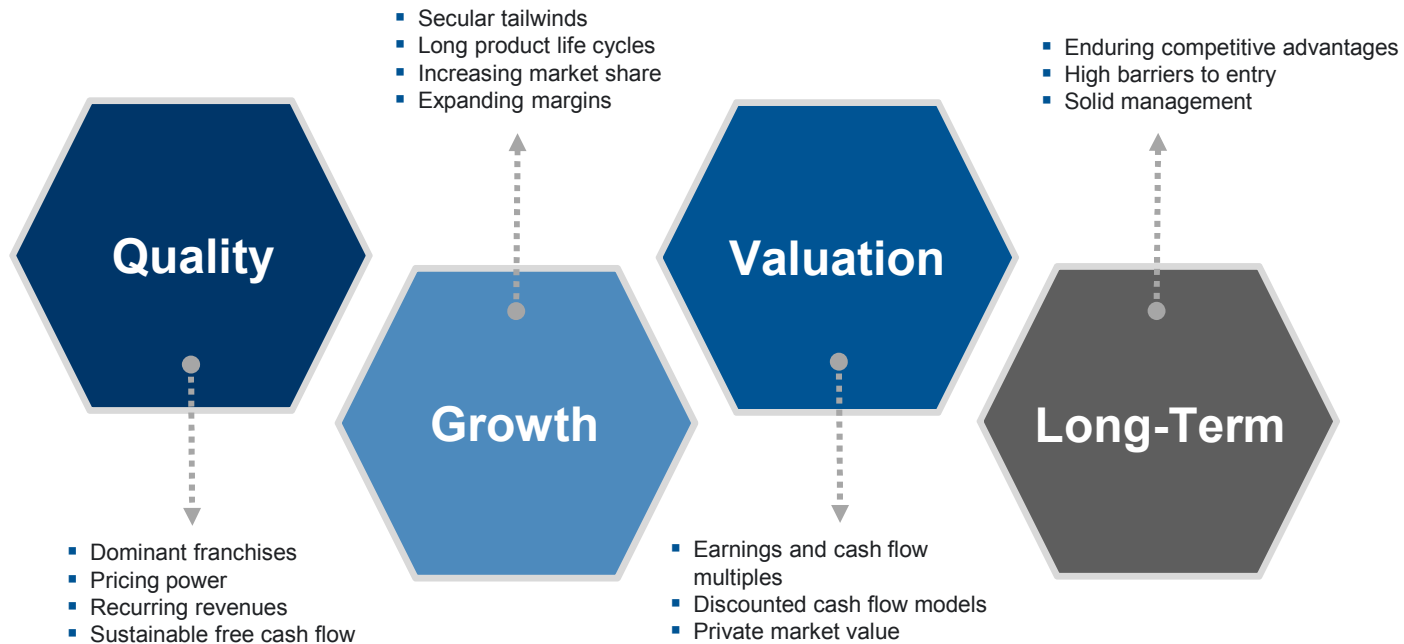 Quality
▪ Dominant franchises
▪ Pricing power
▪ Recurring revenues
▪ Sustainable free cash flow
▪ Secular tailwinds
▪ Long product life cycles
▪ Increasing market share
▪ Expanding margins
Growth
Valuation
▪ Earnings and cash flow
multiples
▪ Discounted cash flow models
▪ Private market value
▪ Enduring competitive advantages
▪ High barriers to entry
▪ Solid management
Long-Term